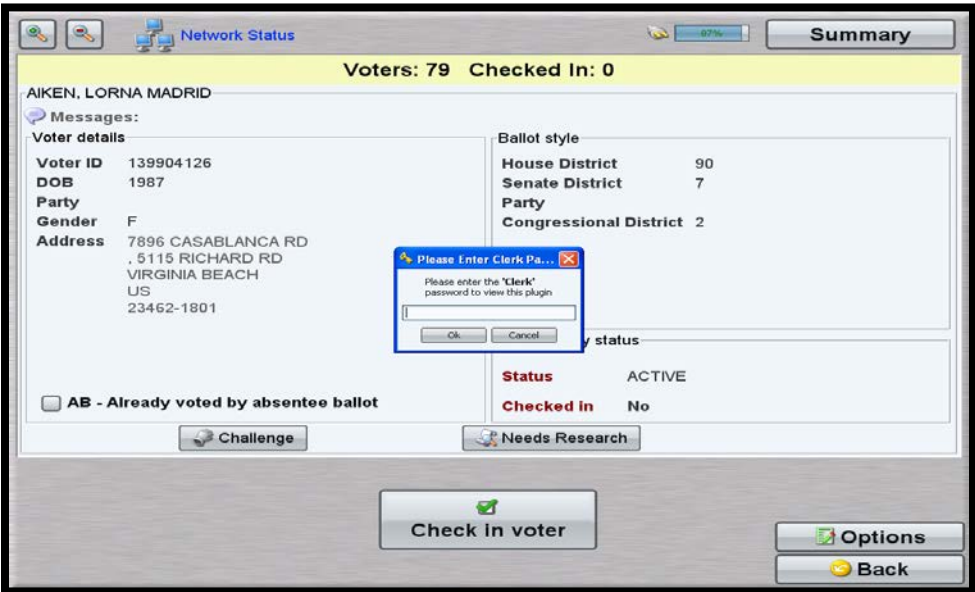 Network Status
87%
Summary
Voters: 79 Checked In: 0
AIKEN, LORNA MADRID
Messages:
Voter details
Voter ID 139904126
DOB 1987
Party
Gender F
Address 7896 CASABLANCA RD
, 5115 RICHARD RD
VIRGINIA BEACH
US
23462-1801
AB - Already voted by absentee ballot
Ballot style
House District 90
Senate District 7
Party
Congressional District 2
Please Enter Clerk Pa...
Please enter the "Clerk"
password to view this plugin
Ok
Cancel
status
Status ACTIVE
Checked in No
Challenge
Needs Research
Check in voter
Options
Back